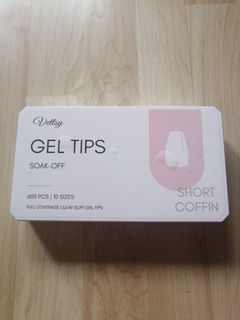 Vettsy
GEL TIPS
SOAK-OFF
600 PCS | 10 SIZES
FULL COVERAGE CLEAR SOFT GEL TIPS
SHORT
COFFIN